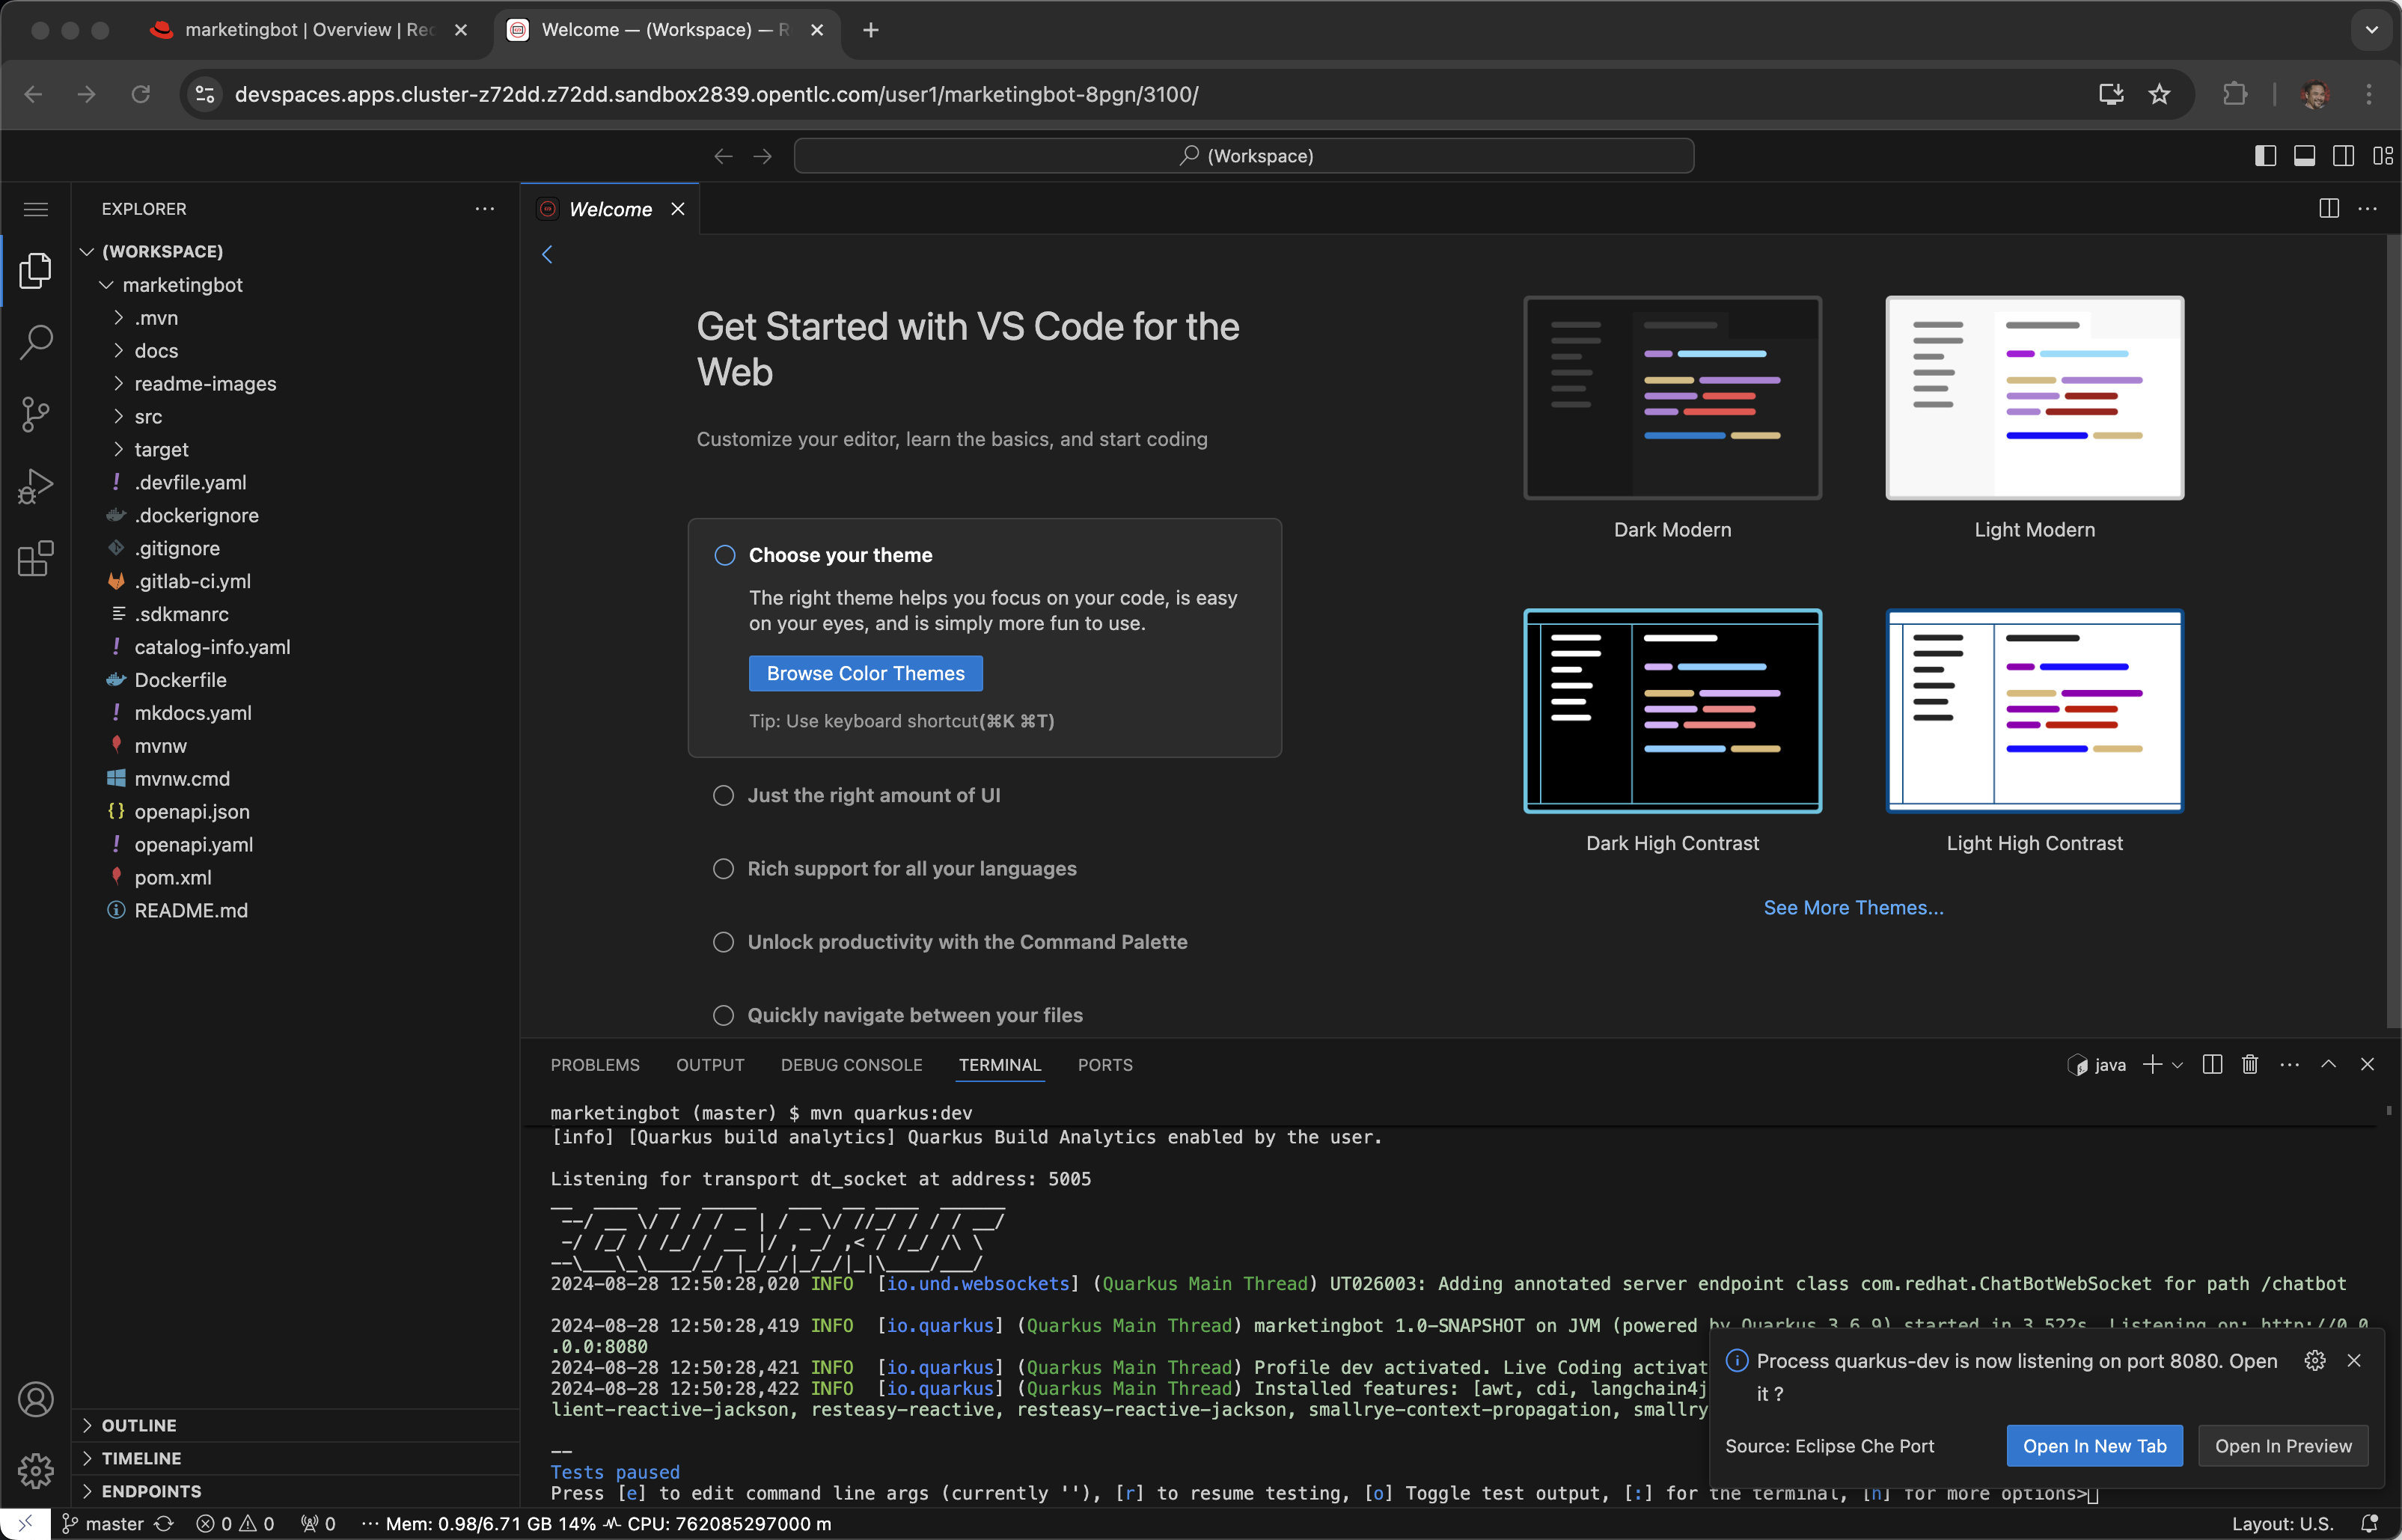 marketingbot | Overview | Red
Welcome — (Workspace) — R
devspaces.apps.cluster-z72dd.z72dd.sandbox2839.opentlc.com/user1/marketingbot-8pgn/3100/
(Workspace)
EXPLORER
(WORKSPACE)
marketingbot
.mvn
docs
readme-images
src
target
.devfile.yaml
.dockerignore
.gitignore
.gitlab-ci.yml
.sdkmanrc
catalog-info.yaml
Dockerfile
mkdocs.yaml
mvnw
mvnw.cmd
openapi.json
openapi.yaml
pom.xml
README.md
OUTLINE
TIMELINE
ENDPOINTS
Welcome
Get Started with VS Code for the
Web
Customize your editor, learn the basics, and start coding
Choose your theme
The right theme helps you focus on your code, is easy
on your eyes, and is simply more fun to use.
Browse Color Themes
Tip: Use keyboard shortcut(⌘K ⌘T)
Just the right amount of UI
Rich support for all your languages
Unlock productivity with the Command Palette
Quickly navigate between your files
Dark Modern
Light Modern
Dark High Contrast
Light High Contrast
See More Themes...
PROBLEMS OUTPUT DEBUG CONSOLE TERMINAL PORTS
java
marketingbot (master) $ mvn quarkus:dev
[info] [Quarkus build analytics] Quarkus Build Analytics enabled by the user.
Listening for transport dt_socket at address: 5005
QUARKUS
2024-08-28 12:50:28,020 INFO [io.und.websockets] (Quarkus Main Thread) UT026003: Adding annotated server endpoint class com.redhat.ChatBotWebSocket for path /chatbot
2024-08-28 12:50:28,419 INFO [io.quarkus] (Quarkus Main Thread) marketingbot 1.0-SNAPSHOT on JVM (powered by Quarkus 3.6.9) started in 3.522s. Listening on: http://0.0
.0.0:8080
2024-08-28 12:50:28,421 INFO [io.quarkus] (Quarkus Main Thread) Profile dev activated. Live Coding activat
2024-08-28 12:50:28,422 INFO [io.quarkus] (Quarkus Main Thread) Installed features: [awt, cdi, langchain4j
lient-reactive-jackson, resteasy-reactive, resteasy-reactive-jackson, smallrye-context-propagation, smallry
--
Tests paused
Press [e] to edit command line args (currently ''), [r] to resume testing, [o] Toggle test output, [:] for the terminal, [h] for more options>
Process quarkus-dev is now listening on port 8080. Open
it ?
Source: Eclipse Che Port
Open In New Tab
Open In Preview
master 0 0 0 ··· Mem: 0.98/6.71 GB 14% CPU: 762085297000 m
Layout: U.S.